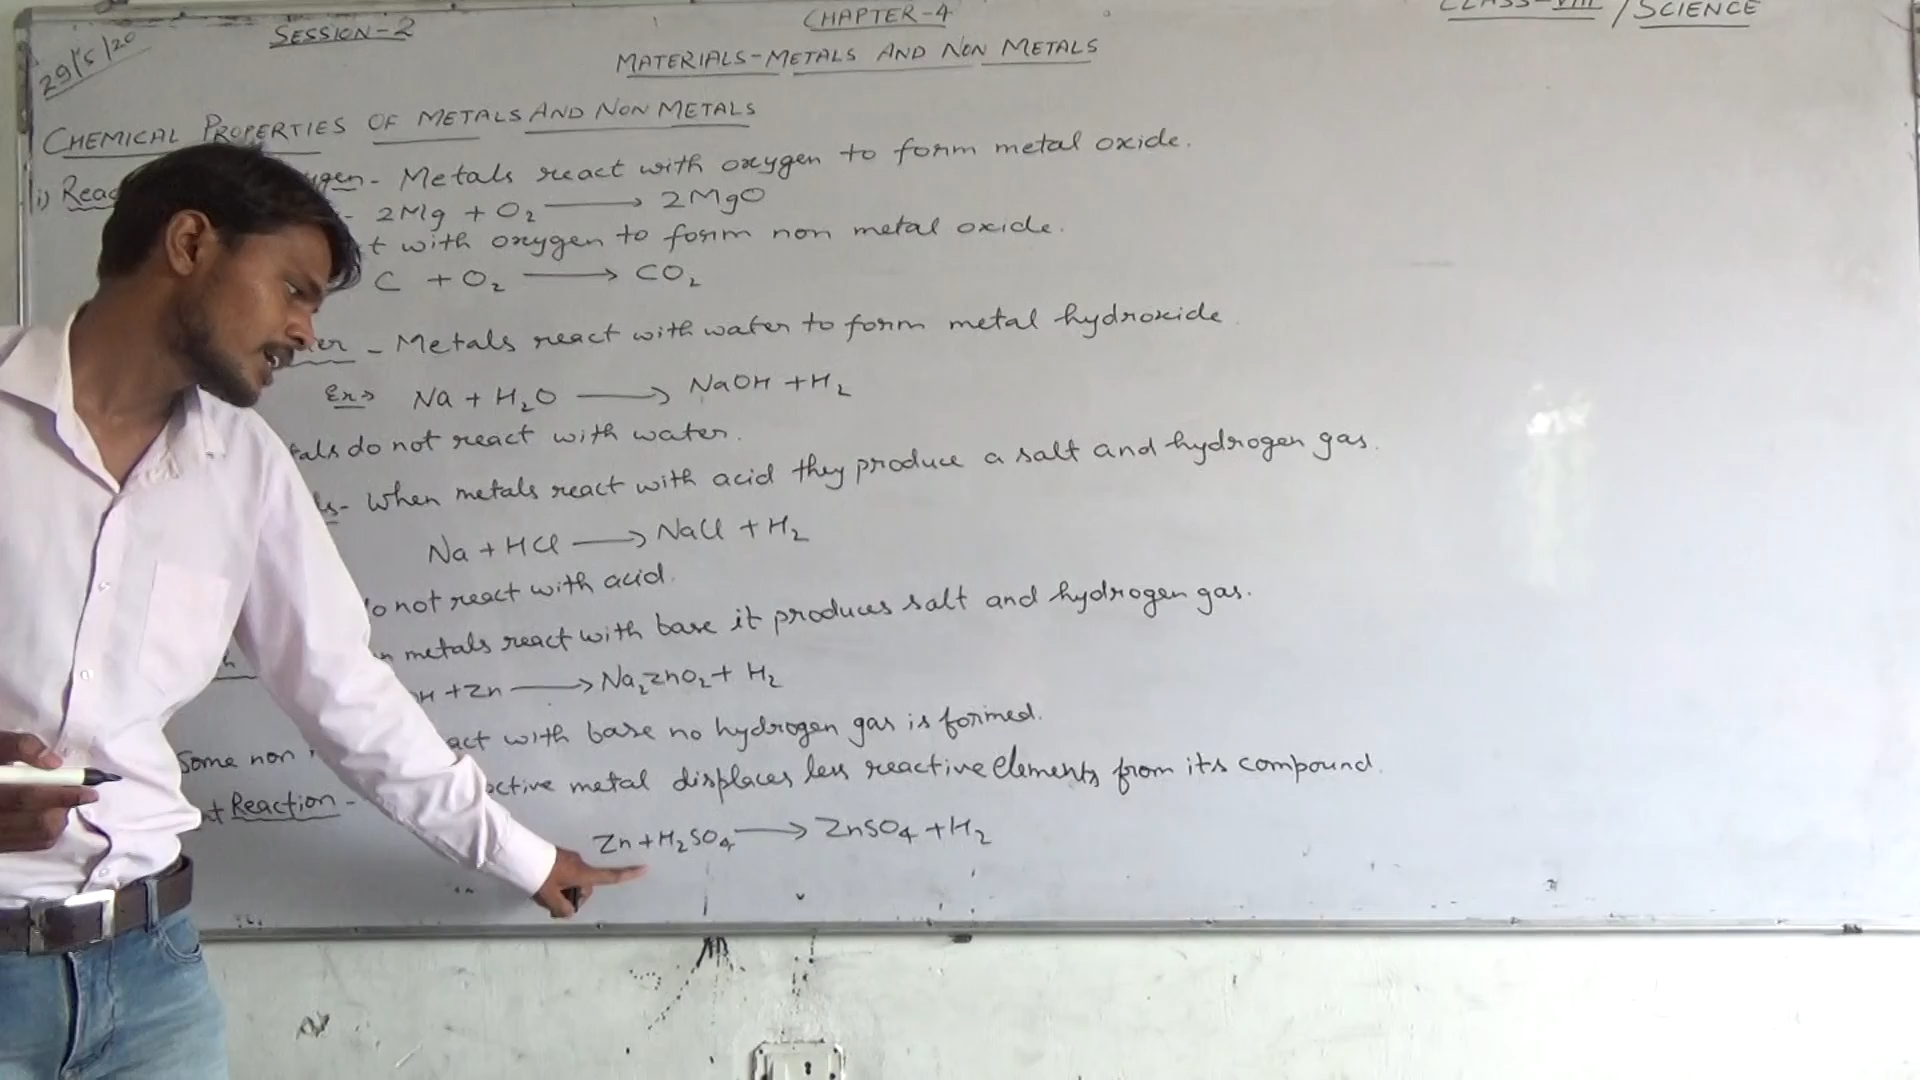 29/5/20
SESSION-2
CHAPTER-4
CLASS-VIII / SCIENCE
MATERIALS-METALS AND NON METALS
CHEMICAL PROPERTIES OF METALS AND NON METALS
i) Reac gen- Metals react with oxygen to form metal oxide.
2Mg + O₂ ⟶ 2MgO
t with oxygen to form non metal oxide.
C + O₂ ⟶ CO₂
er - Metals react with water to form metal hydroxide
Ex→ Na + H₂O ⟶ NaOH + H₂
tals do not react with water.
ls- When metals react with acid they produce a salt and hydrogen gas.
Na + HCl ⟶ NaCl + H₂
do not react with acid.
n metals react with base it produces salt and hydrogen gas.
H + Zn ⟶ Na₂ZnO₂ + H₂
Some non act with base no hydrogen gas is formed.
t Reaction - active metal displaces less reactive elements from its compound.
Zn + H₂SO₄ ⟶ ZnSO₄ + H₂